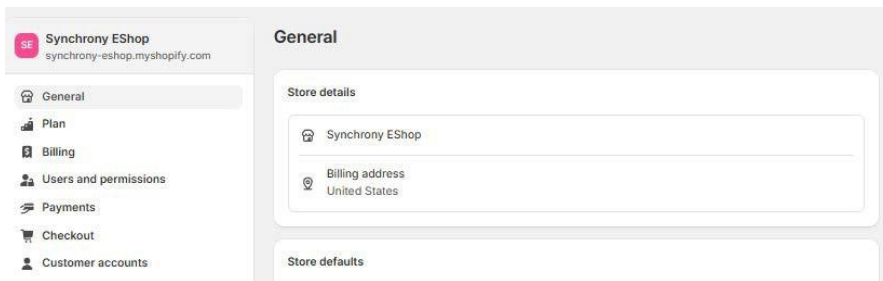 SE
Synchrony EShop
synchrony-eshop.myshopify.com
General
Plan
Billing
Users and permissions
Payments
Checkout
Customer accounts
General
Store details
Synchrony EShop
Billing address
United States
Store defaults